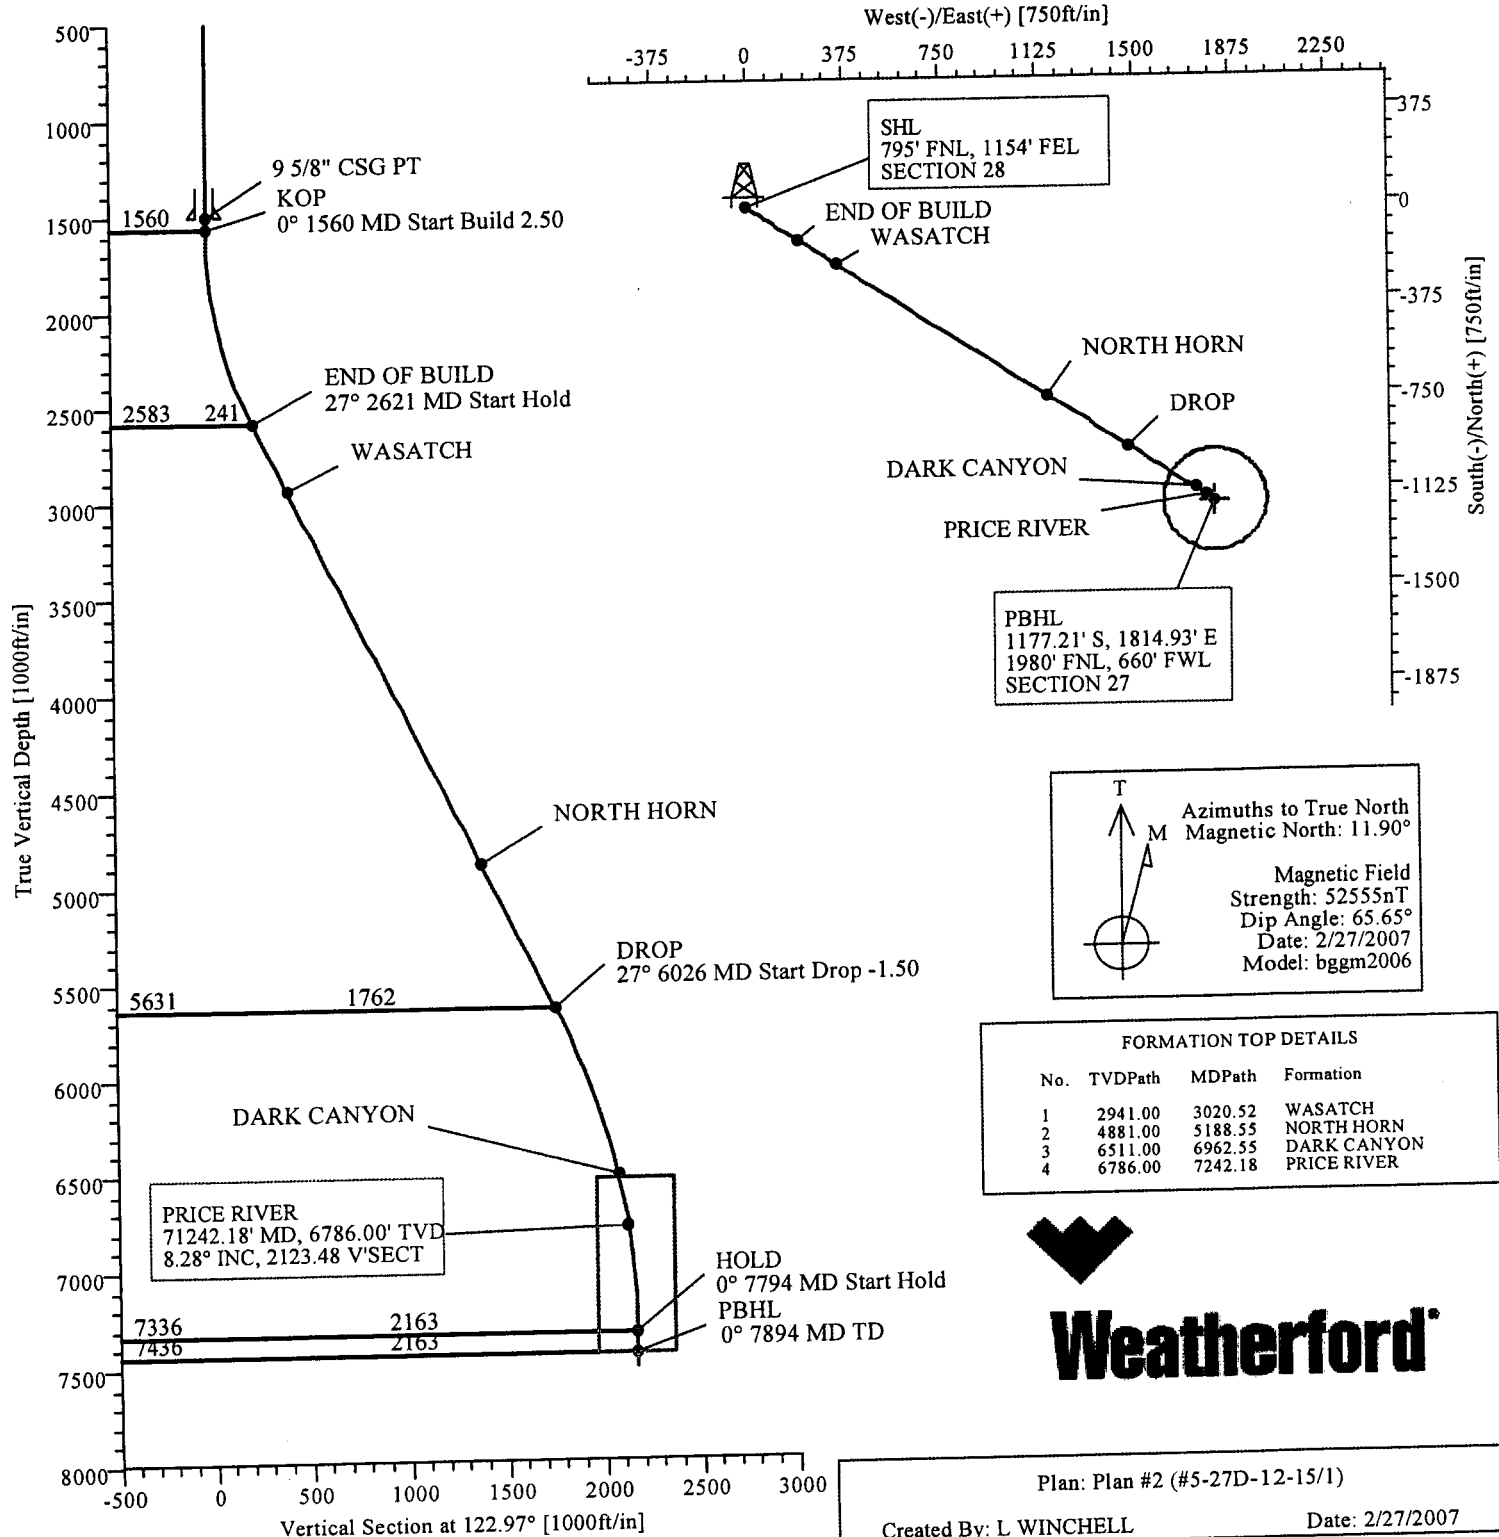 West(-)/East(+) [750ft/in]
-375 0 375 750 1125 1500 1875 2250
375
0
-375
-750
-1125
-1500
-1875
South(-)/North(+) [750ft/in]
SHL
795' FNL, 1154' FEL
SECTION 28
END OF BUILD
WASATCH
NORTH HORN
DROP
DARK CANYON
PRICE RIVER
PBHL
1177.21' S, 1814.93' E
1980' FNL, 660' FWL
SECTION 27
500
1000
1500
2000
2500
3000
3500
4000
4500
5000
5500
6000
6500
7000
7500
8000
True Vertical Depth [1000ft/in]
9 5/8" CSG PT
KOP
0° 1560 MD Start Build 2.50
1560
END OF BUILD
27° 2621 MD Start Hold
2583 241
WASATCH
NORTH HORN
DROP
27° 6026 MD Start Drop -1.50
5631 1762
DARK CANYON
PRICE RIVER
71242.18' MD, 6786.00' TVD
8.28° INC, 2123.48 V'SECT
HOLD
0° 7794 MD Start Hold
PBHL
0° 7894 MD TD
7336 2163
7436 2163
-500 0 500 1000 1500 2000 2500 3000
Vertical Section at 122.97° [1000ft/in]
T
M
Azimuths to True North
Magnetic North: 11.90°
Magnetic Field
Strength: 52555nT
Dip Angle: 65.65°
Date: 2/27/2007
Model: bggm2006
FORMATION TOP DETAILS
No. TVDPath MDPath Formation
1 2941.00 3020.52 WASATCH
2 4881.00 5188.55 NORTH HORN
3 6511.00 6962.55 DARK CANYON
4 6786.00 7242.18 PRICE RIVER
Weatherford
Plan: Plan #2 (#5-27D-12-15/1)
Created By: L WINCHELL Date: 2/27/2007